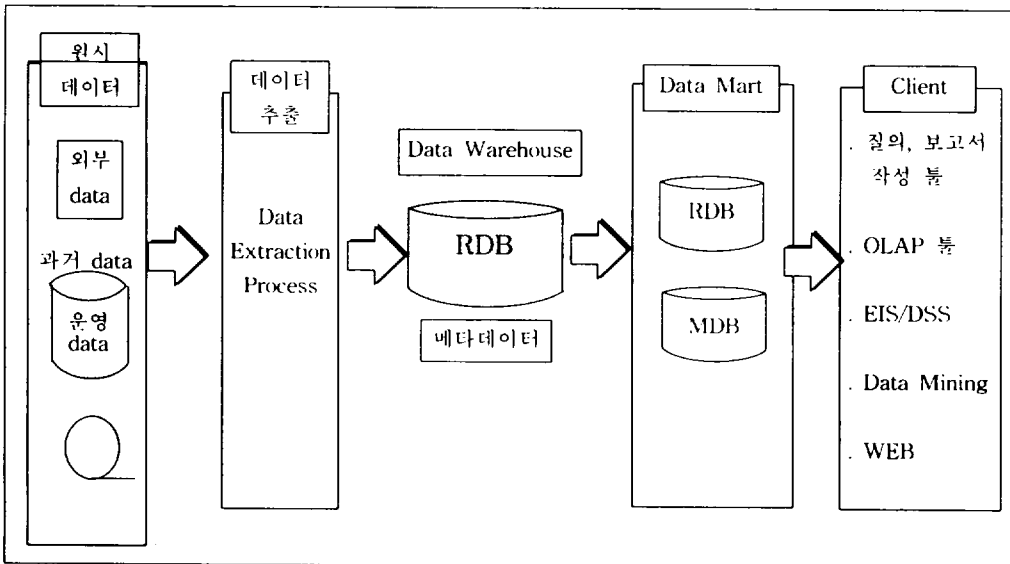 원시
데이터
외부
data
과거 data
운영
data
데이터
추출
Data
Extraction
Process
Data Warehouse
RDB
메타데이터
Data Mart
RDB
MDB
Client
. 질의, 보고서
작성 툴
. OLAP 툴
. EIS/DSS
. Data Mining
. WEB